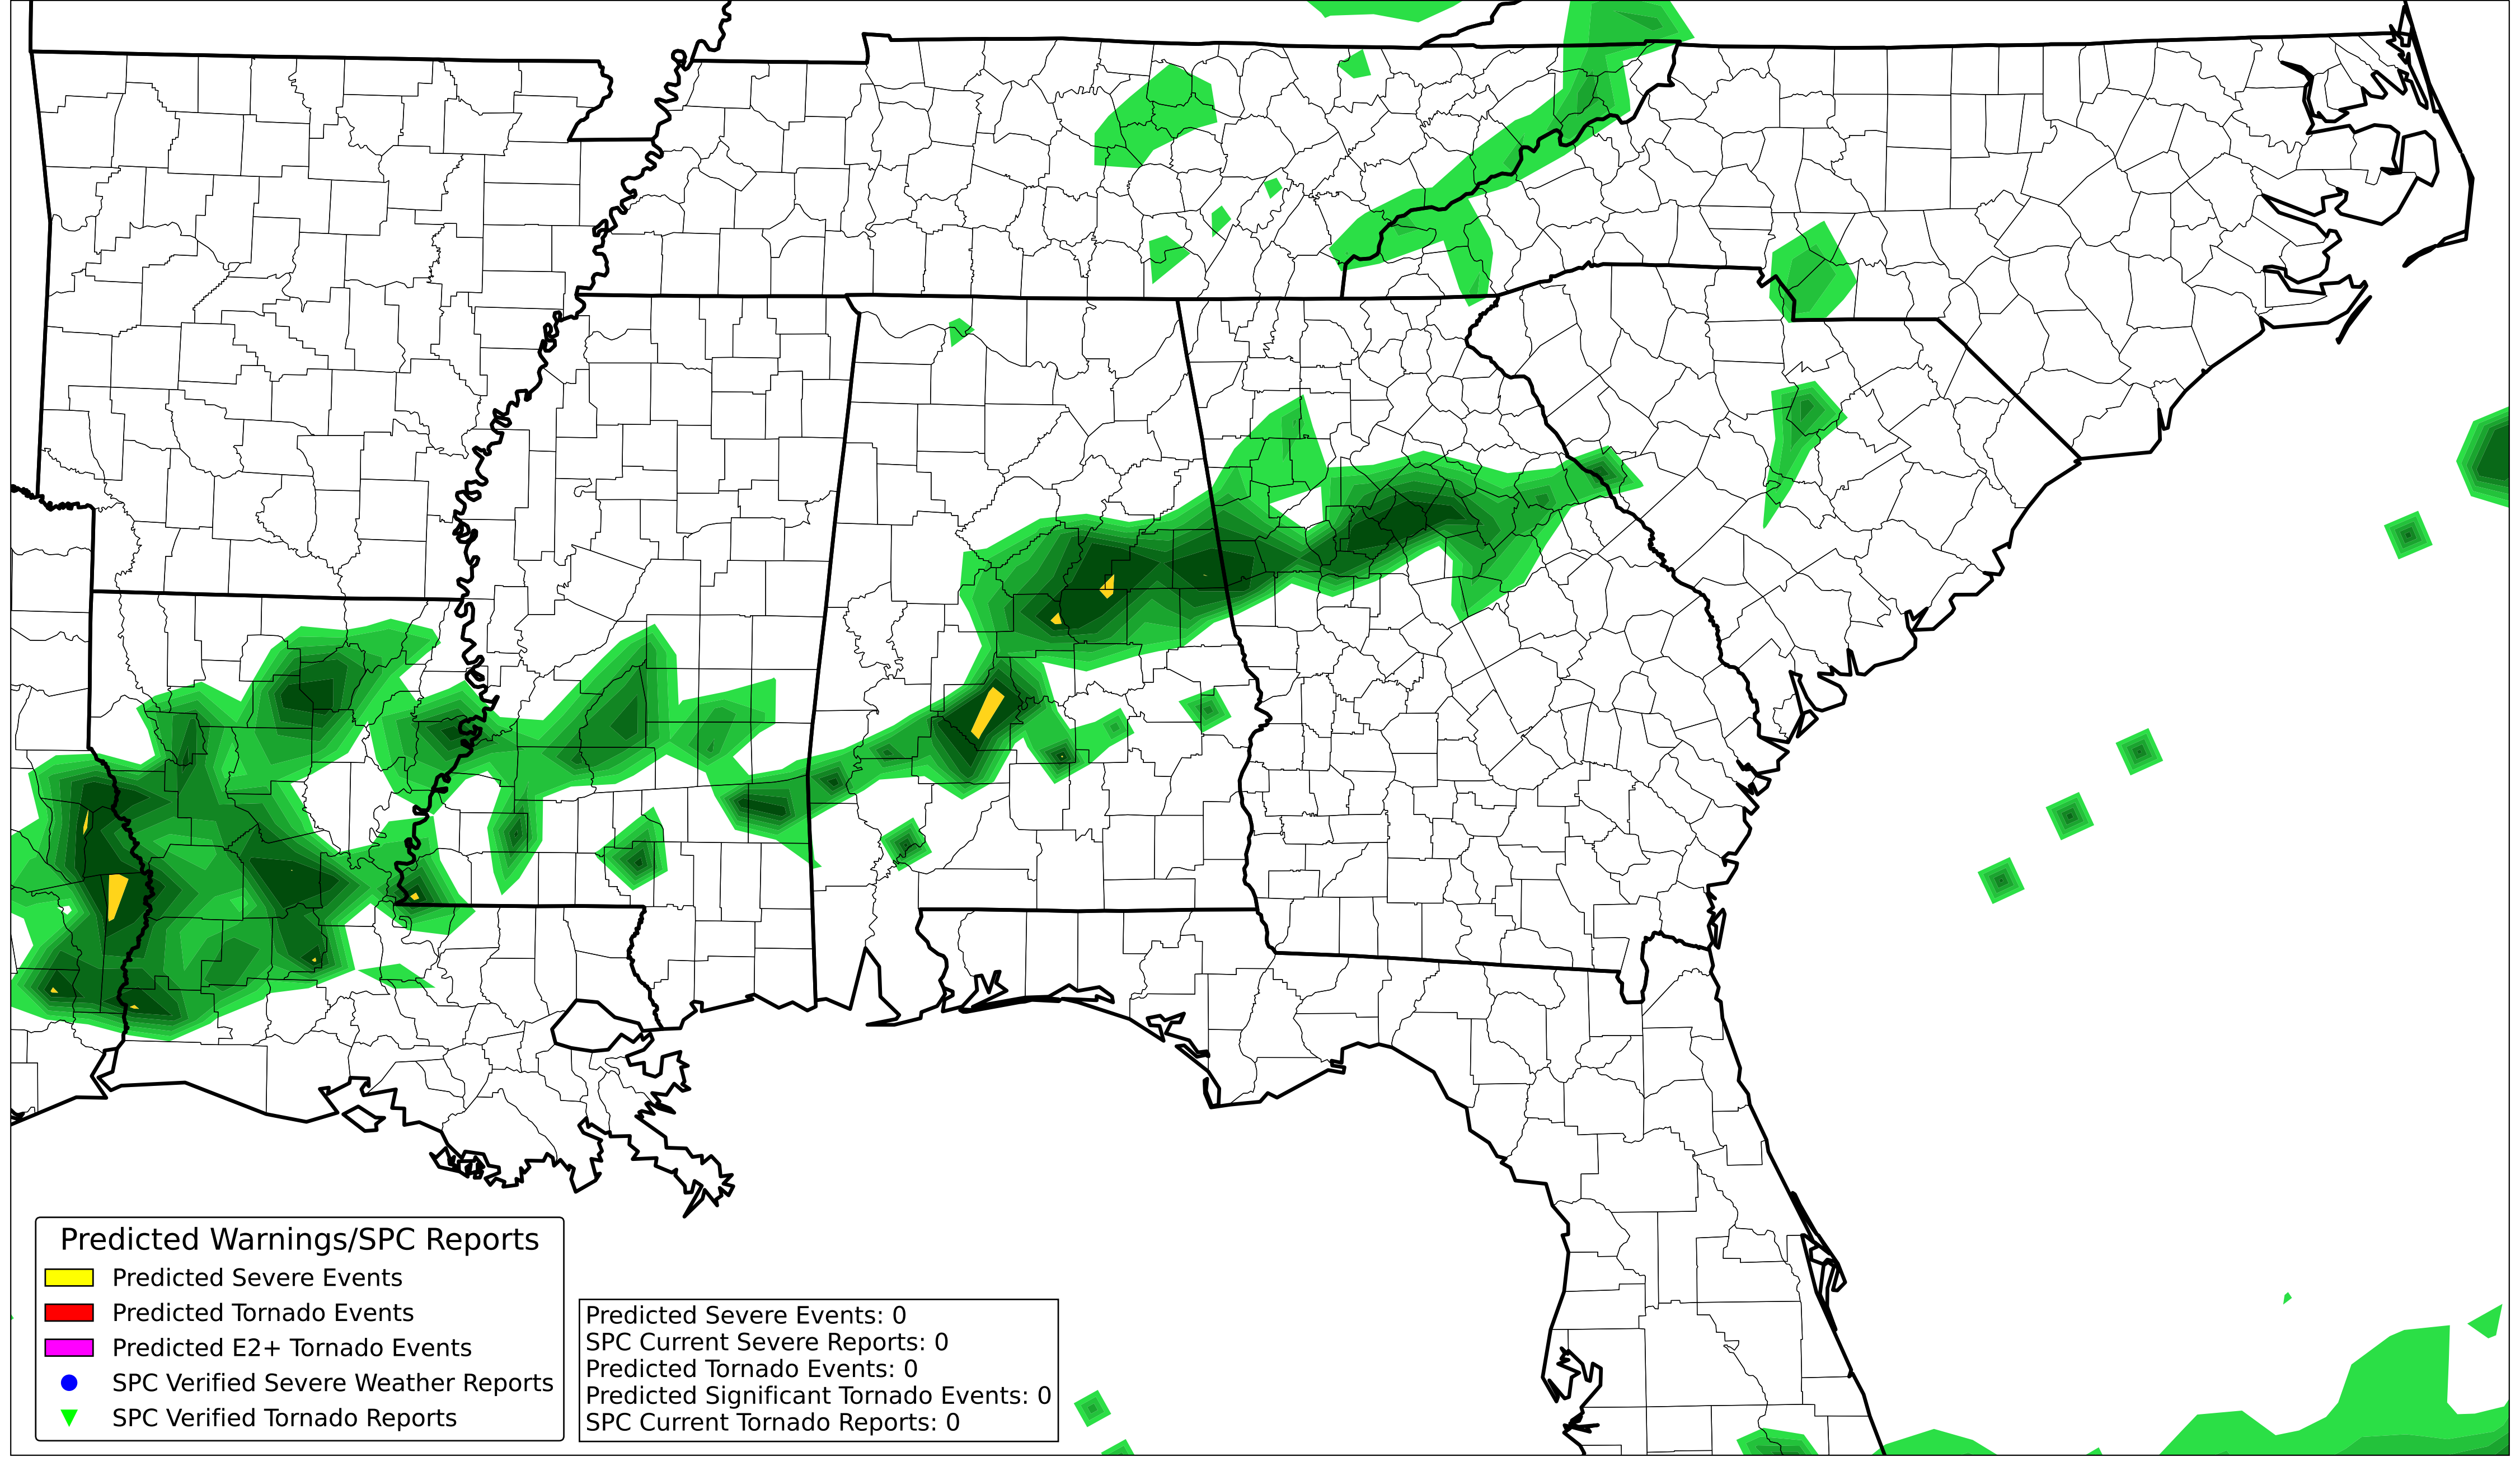 Predicted Warnings/SPC Reports
Predicted Severe Events
Predicted Tornado Events
Predicted E2+ Tornado Events
SPC Verified Severe Weather Reports
SPC Verified Tornado Reports
Predicted Severe Events: 0
SPC Current Severe Reports: 0
Predicted Tornado Events: 0
Predicted Significant Tornado Events: 0
SPC Current Tornado Reports: 0